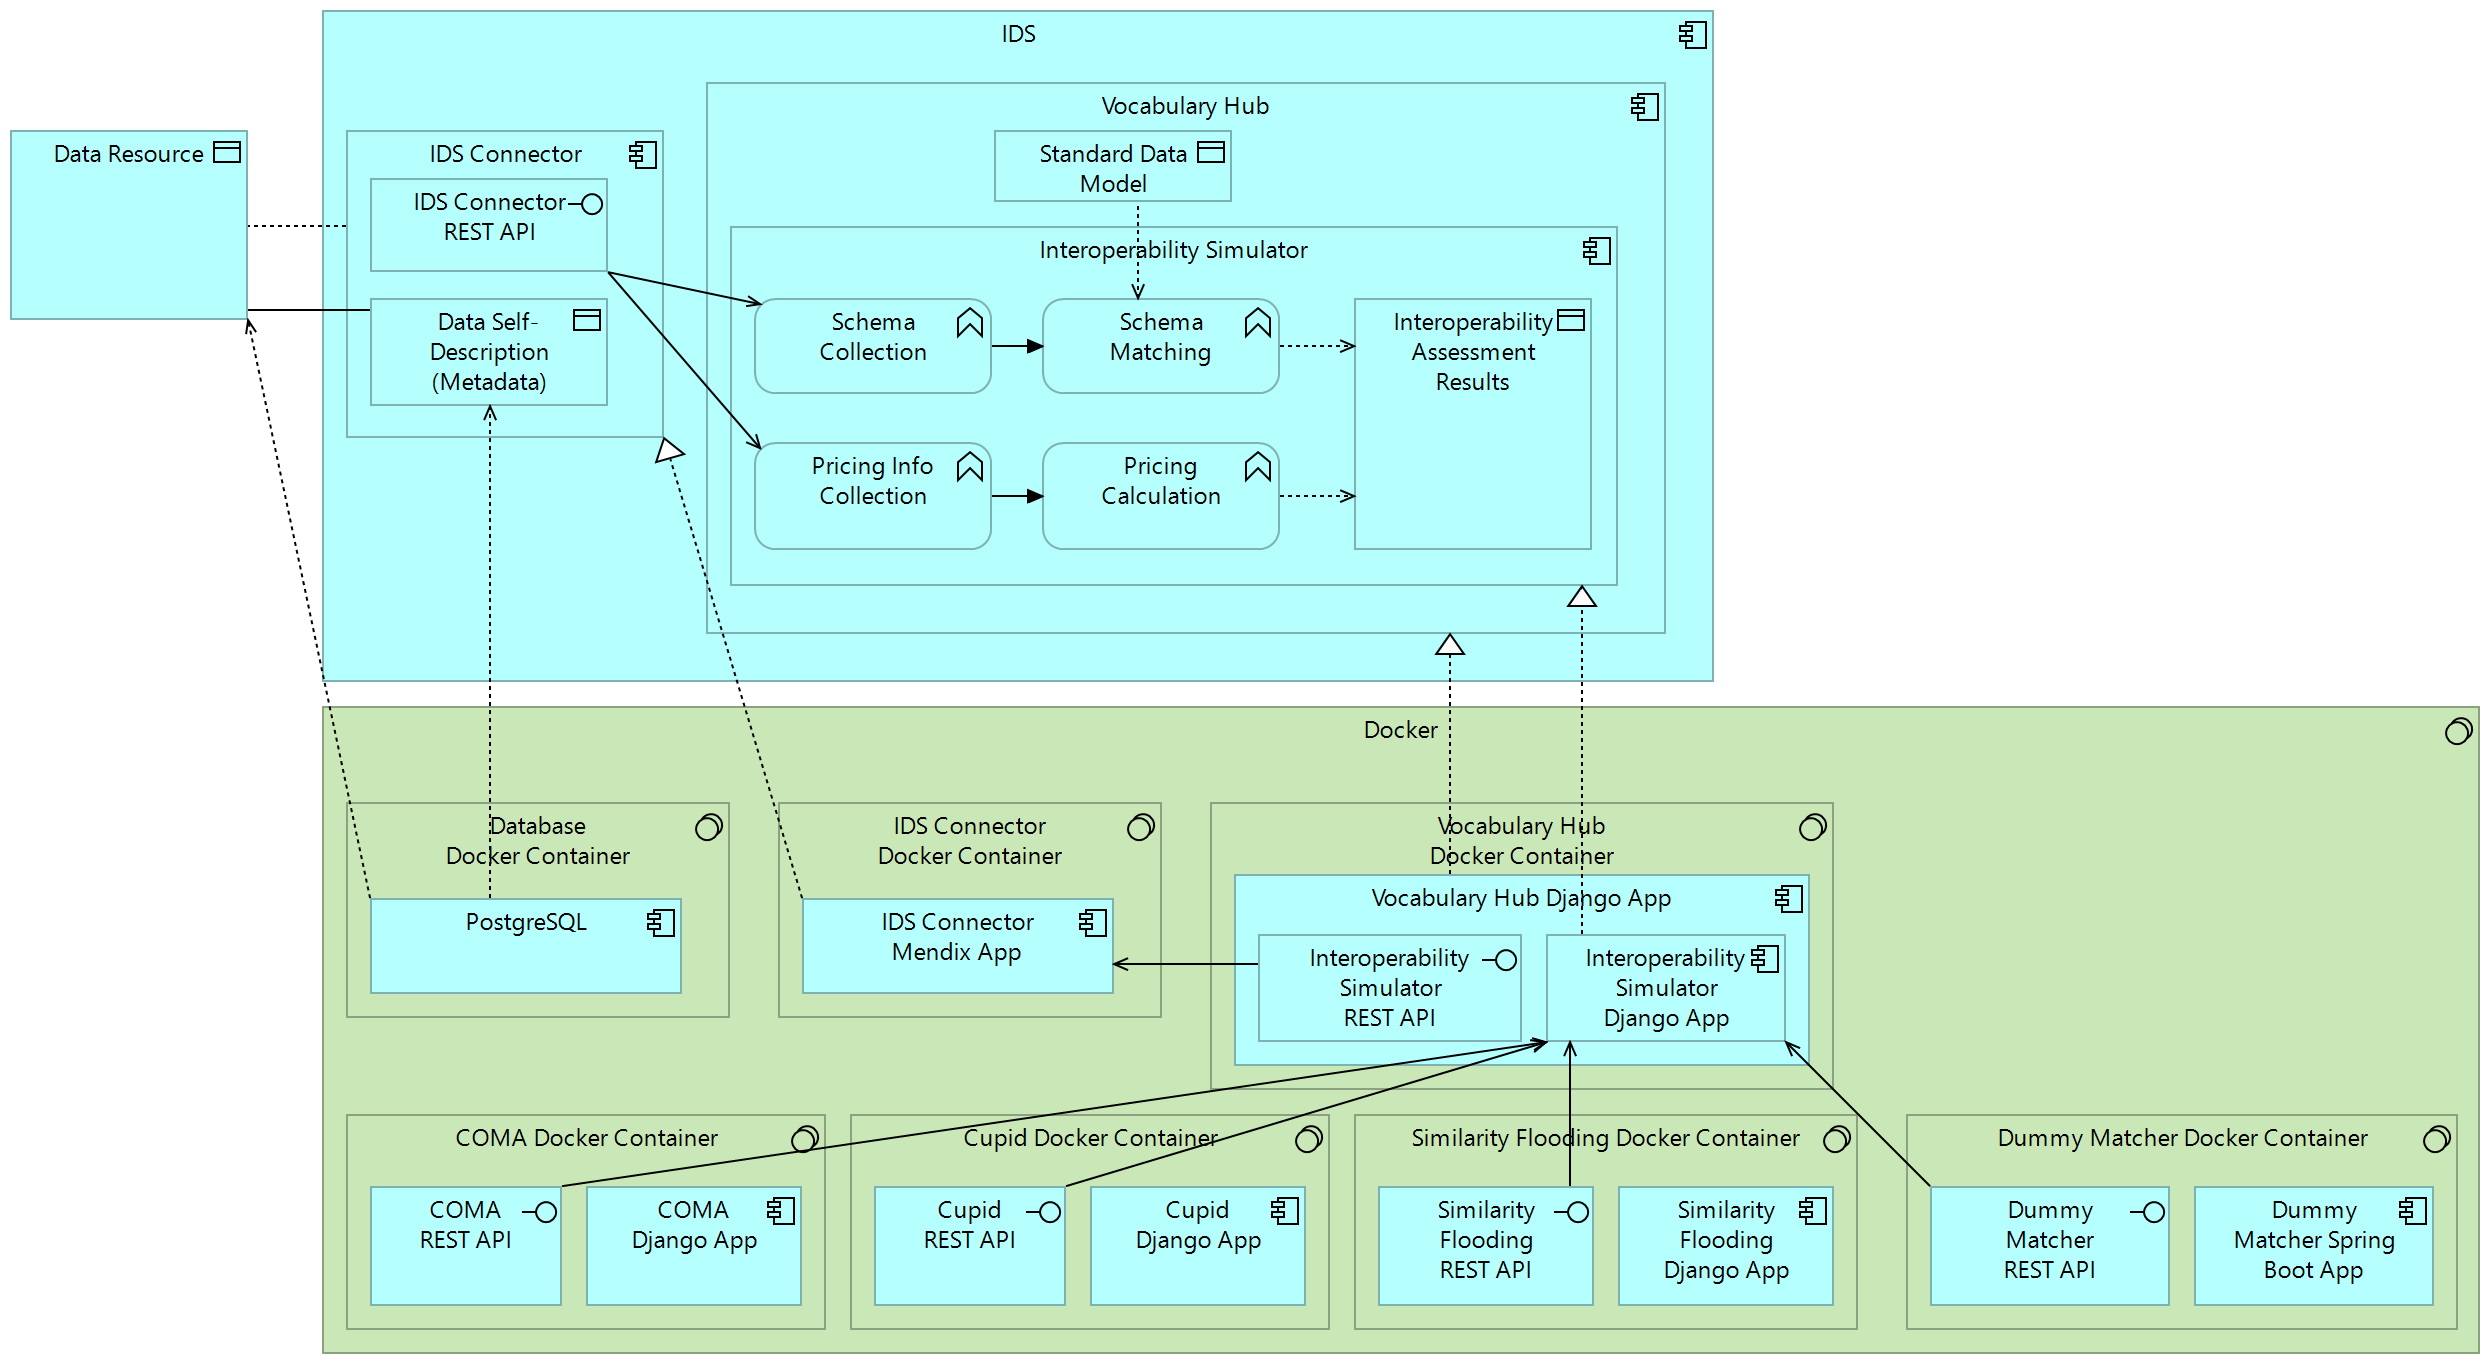 IDS
Vocabulary Hub
Data Resource
IDS Connector
Standard Data
Model
IDS Connector
REST API
Interoperability Simulator
Data Self-
Description
(Metadata)
Schema
Collection
Schema
Matching
Interoperability
Assessment
Results
Pricing Info
Collection
Pricing
Calculation
Docker
Database
Docker Container
IDS Connector
Docker Container
Vocabulary Hub
Docker Container
PostgreSQL
IDS Connector
Mendix App
Vocabulary Hub Django App
Interoperability
Simulator
REST API
Interoperability
Simulator
Django App
COMA Docker Container
Cupid Docker Container
Similarity Flooding Docker Container
Dummy Matcher Docker Container
COMA
REST API
COMA
Django App
Cupid
REST API
Cupid
Django App
Similarity
Flooding
REST API
Similarity
Flooding
Django App
Dummy
Matcher
REST API
Dummy
Matcher Spring
Boot App